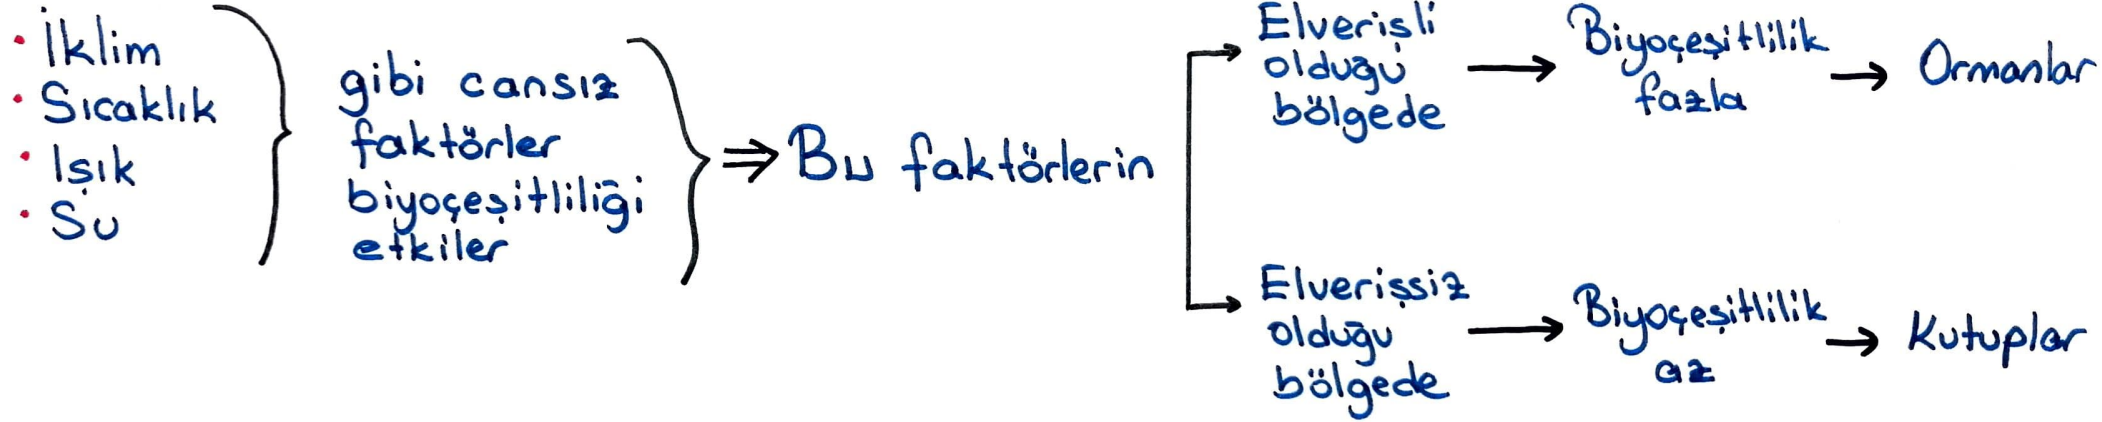 • İklim
• Sıcaklık
• Işık
• Su
gibi cansız
faktörler
biyoçeşitliliği
etkiler
⇒ Bu faktörlerin
→ Elverişli
olduğu
bölgede
→ Biyoçeşitlilik
fazla
→ Ormanlar
→ Elverişsiz
olduğu
bölgede
→ Biyoçeşitlilik
az
→ Kutuplar